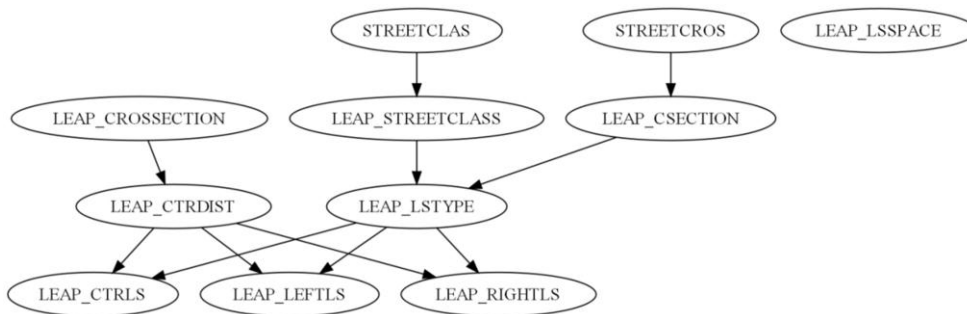 STREETCLAS STREETCROS LEAP_LSSPACE
LEAP_CROSSECTION LEAP_STREETCLASS LEAP_CSECTION
LEAP_CTRDIST LEAP_LSTYPE
LEAP_CTRLS LEAP_LEFTLS LEAP_RIGHTLS